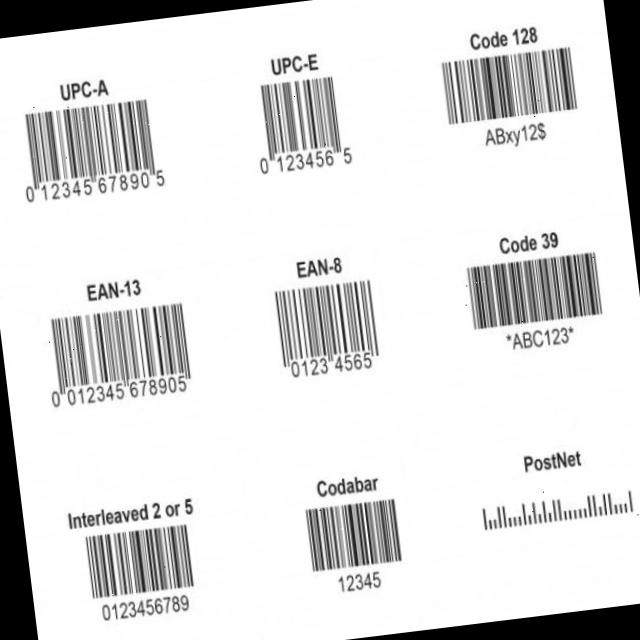 UPC-A
0 12345 67890 5
UPC-E
0 123456 5
Code 128
ABxy12$
EAN-13
0 012345 678905
EAN-8
0123 4565
Code 39
*ABC123*
Interleaved 2 or 5
0123456789
Codabar
12345
PostNet